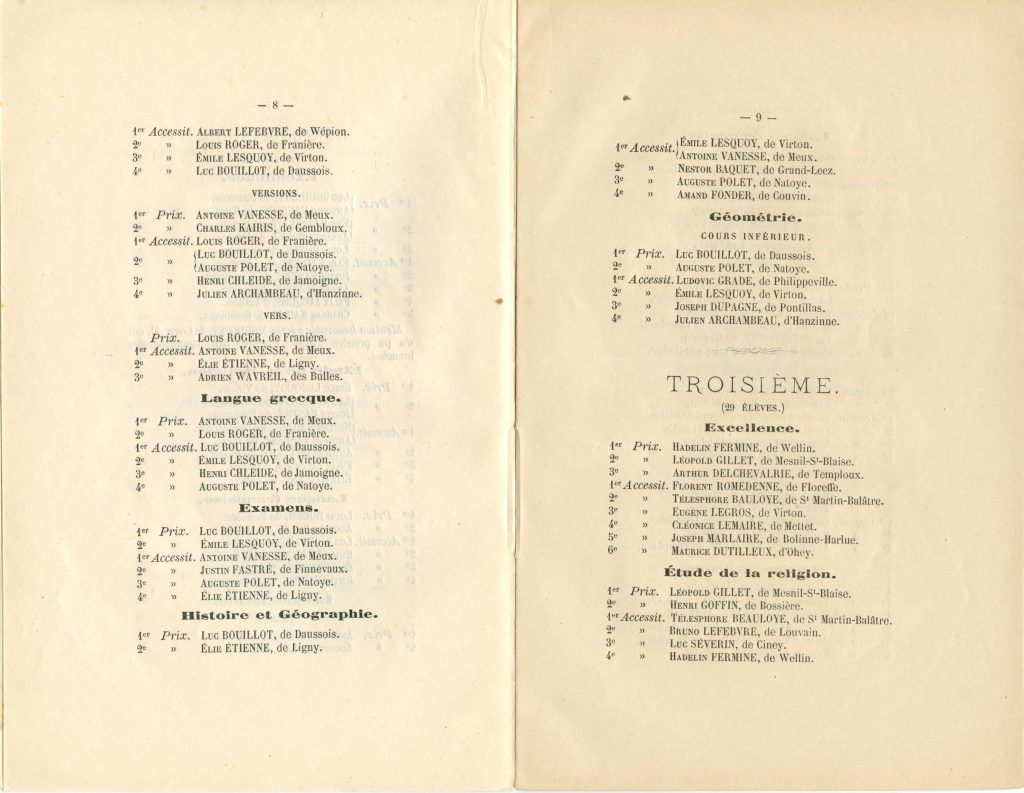 — 8 —
1er Accessit. Albert LEFEBVRE, de Wépion.
2e » Louis ROGER, de Franière.
3e » Émile LESQUOY, de Virton.
4e » Luc BOUILLOT, de Daussois.
VERSIONS.
1er Prix. Antoine VANESSE, de Meux.
2e » Charles KAIRIS, de Gembloux.
1er Accessit. Louis ROGER, de Franière.
2e » { Luc BOUILLOT, de Daussois.
Auguste POLET, de Natoye.
3e » Henri CHLEIDE, de Jamoigne.
4e » Julien ARCHAMBEAU, d'Hanzinne.
VERS.
Prix. Louis ROGER, de Franière.
1er Accessit. Antoine VANESSE, de Meux.
2e » Élie ÉTIENNE, de Ligny.
3e » Adrien WAVREIL, des Bulles.
Langue grecque.
1er Prix. Antoine VANESSE, de Meux.
2e » Louis ROGER, de Franière.
1er Accessit. Luc BOUILLOT, de Daussois.
2e » Émile LESQUOY, de Virton.
3e » Henri CHLEIDE, de Jamoigne.
4e » Auguste POLET, de Natoye.
Examens.
1er Prix. Luc BOUILLOT, de Daussois.
2e » Émile LESQUOY, de Virton.
1er Accessit. Antoine VANESSE, de Meux.
2e » Justin FASTRÉ, de Finnevaux.
3e » Auguste POLET, de Natoye.
4e » Élie ÉTIENNE, de Ligny.
Histoire et Géographie.
1er Prix. Luc BOUILLOT, de Daussois.
2e » Élie ÉTIENNE, de Ligny.
— 9 —
1er Accessit. { Émile LESQUOY, de Virton.
Antoine VANESSE, de Meux.
2e » Nestor BAQUET, de Grand-Leez.
3e » Auguste POLET, de Natoye.
4e » Amand FONDER, de Couvin.
Géométrie.
COURS INFÉRIEUR.
1er Prix. Luc BOUILLOT, de Daussois.
2e » Auguste POLET, de Natoye.
1er Accessit. Ludovic GRADE, de Philippeville.
2e » Émile LESQUOY, de Virton.
3e » Joseph DUPAGNE, de Pontillas.
4e » Julien ARCHAMBEAU, d'Hanzinne.
TROISIÈME.
(29 ÉLÈVES.)
Excellence.
1er Prix. Hadelin FERMINE, de Wellin.
2e » Léopold GILLET, de Mesnil-St-Blaise.
3e » Arthur DELCHEVALRIE, de Temploux.
1er Accessit. Florent ROMEDENNE, de Floreffe.
2e » Télesphore BAULOYE, de St Martin-Balâtre.
3e » Eugène LEGROS, de Virton.
4e » Cléonice LEMAIRE, de Mettet.
5e » Joseph MARLAIRE, de Bolinne-Harlue.
6e » Maurice DUTILLEUX, d'Ohey.
Étude de la religion.
1er Prix. Léopold GILLET, de Mesnil-St-Blaise.
2e » Henri GOFFIN, de Bossière.
1er Accessit. Télesphore BEAULOYE, de St Martin-Balâtre.
2e » Bruno LEFEBVRE, de Louvain.
3e » Luc SÉVERIN, de Ciney.
4e » Hadelin FERMINE, de Wellin.